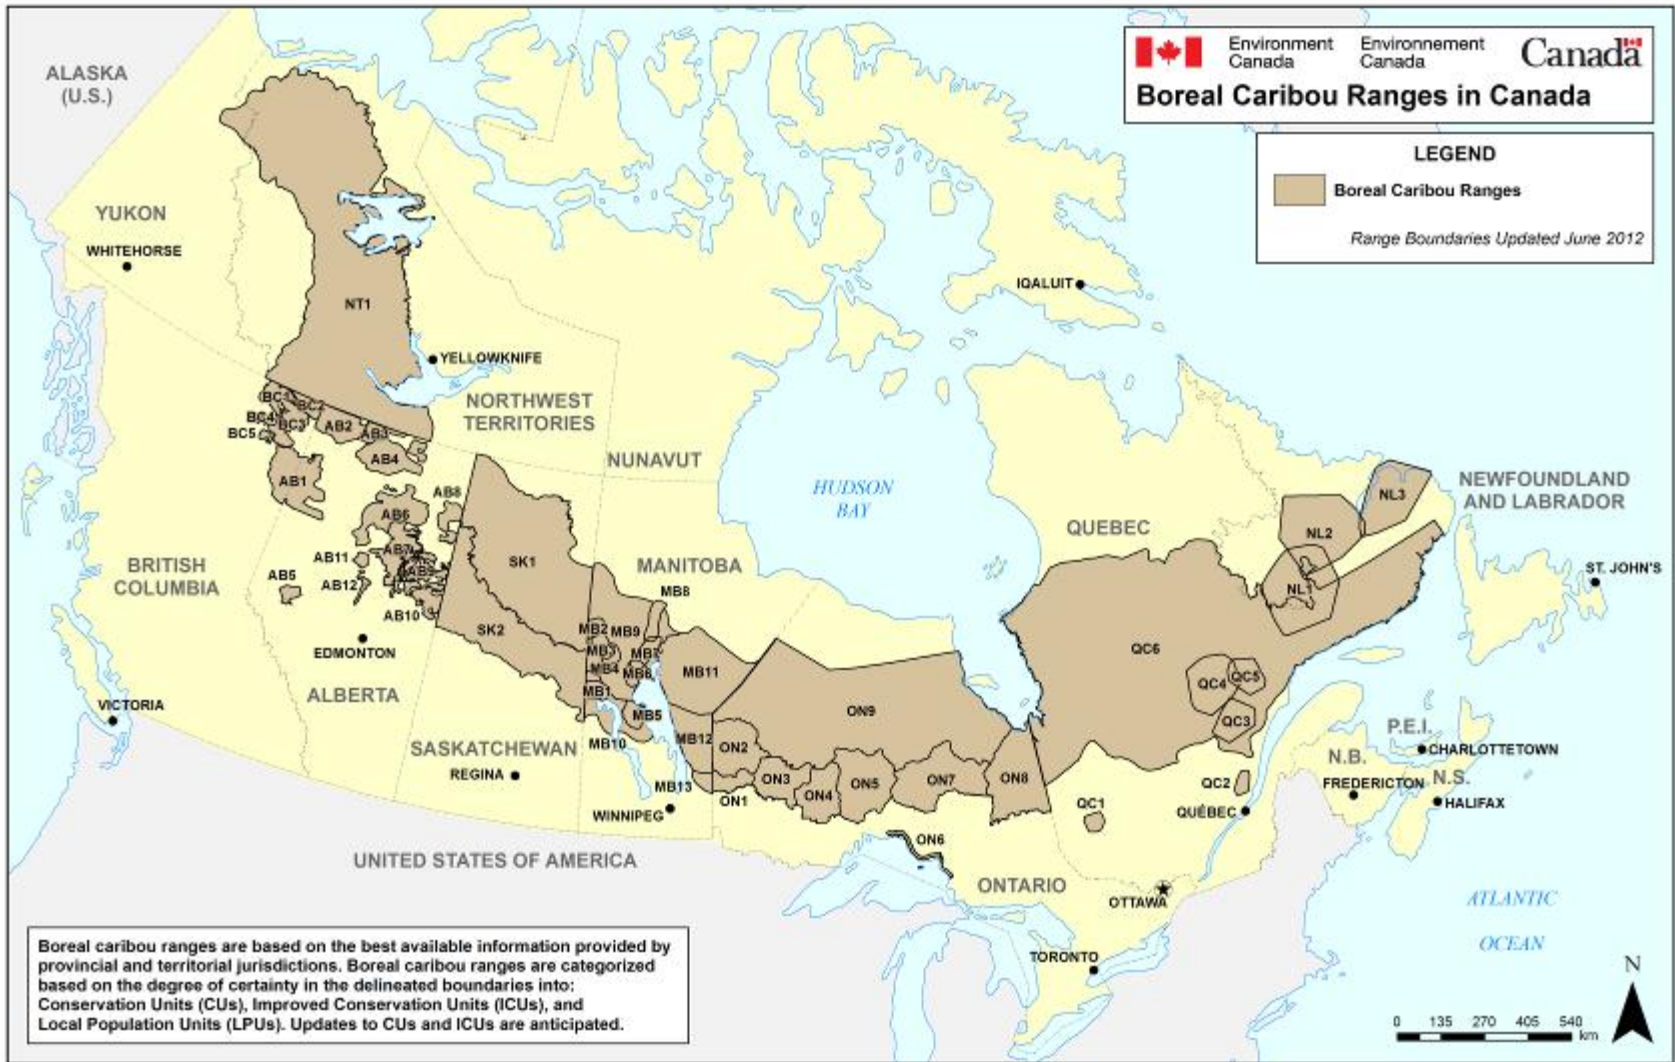 Environment
Canada
Environnement
Canada
Canada
Boreal Caribou Ranges in Canada
LEGEND
Boreal Caribou Ranges
Range Boundaries Updated June 2012
ALASKA
(U.S.)
YUKON
WHITEHORSE
IQALUIT
NT1
YELLOWKNIFE
NORTHWEST
TERRITORIES
NUNAVUT
BC1
BC2
BC4
BC3
BC5
AB2
AB3
AB4
AB1
AB8
AB6
AB7
AB11
AB9
AB5
AB12
AB10
HUDSON
BAY
QUEBEC
NEWFOUNDLAND
AND LABRADOR
NL3
NL2
NL1
ST. JOHN'S
BRITISH
COLUMBIA
SK1
MANITOBA
MB8
SK2
MB2
MB9
MB3
MB7
MB4
MB6
MB11
MB1
MB5
MB10
MB12
MB13
EDMONTON
ALBERTA
VICTORIA
SASKATCHEWAN
REGINA
WINNIPEG
QC6
QC4
QC5
QC3
ON9
ON2
ON3
ON4
ON5
ON7
ON8
ON1
ON6
QC1
QC2
QUÉBEC
P.E.I.
CHARLOTTETOWN
N.B.
FREDERICTON
N.S.
HALIFAX
UNITED STATES OF AMERICA
ONTARIO
OTTAWA
TORONTO
ATLANTIC
OCEAN
Boreal caribou ranges are based on the best available information provided by
provincial and territorial jurisdictions. Boreal caribou ranges are categorized
based on the degree of certainty in the delineated boundaries into:
Conservation Units (CUs), Improved Conservation Units (ICUs), and
Local Population Units (LPUs). Updates to CUs and ICUs are anticipated.
N
0 135 270 405 540
km